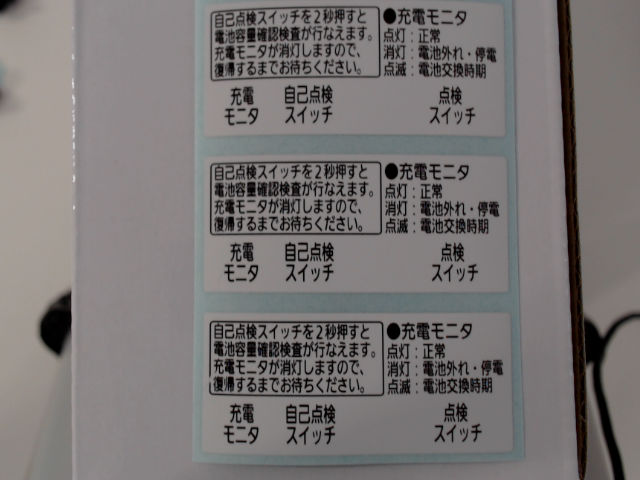 自己点検スイッチを2秒押すと
電池容量確認検査が行なえます。
充電モニタが消灯しますので、
復帰するまでお待ちください。
●充電モニタ
点灯：正常
消灯：電池外れ・停電
点滅：電池交換時期
充電
モニタ
自己点検
スイッチ
点検
スイッチ
自己点検スイッチを2秒押すと
電池容量確認検査が行なえます。
充電モニタが消灯しますので、
復帰するまでお待ちください。
●充電モニタ
点灯：正常
消灯：電池外れ・停電
点滅：電池交換時期
充電
モニタ
自己点検
スイッチ
点検
スイッチ
自己点検スイッチを2秒押すと
電池容量確認検査が行なえます。
充電モニタが消灯しますので、
復帰するまでお待ちください。
●充電モニタ
点灯：正常
消灯：電池外れ・停電
点滅：電池交換時期
充電
モニタ
自己点検
スイッチ
点検
スイッチ